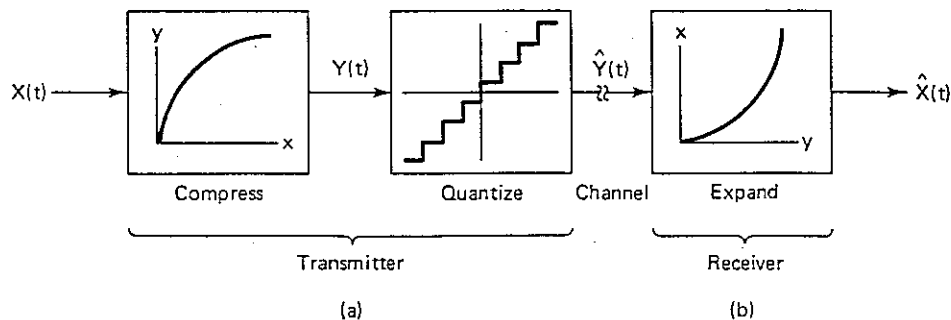 y
x
Compress
X(t)
Y(t)
Quantize
Ŷ(t)
Channel
x
y
Expand
X̂(t)
Transmitter
Receiver
(a)
(b)